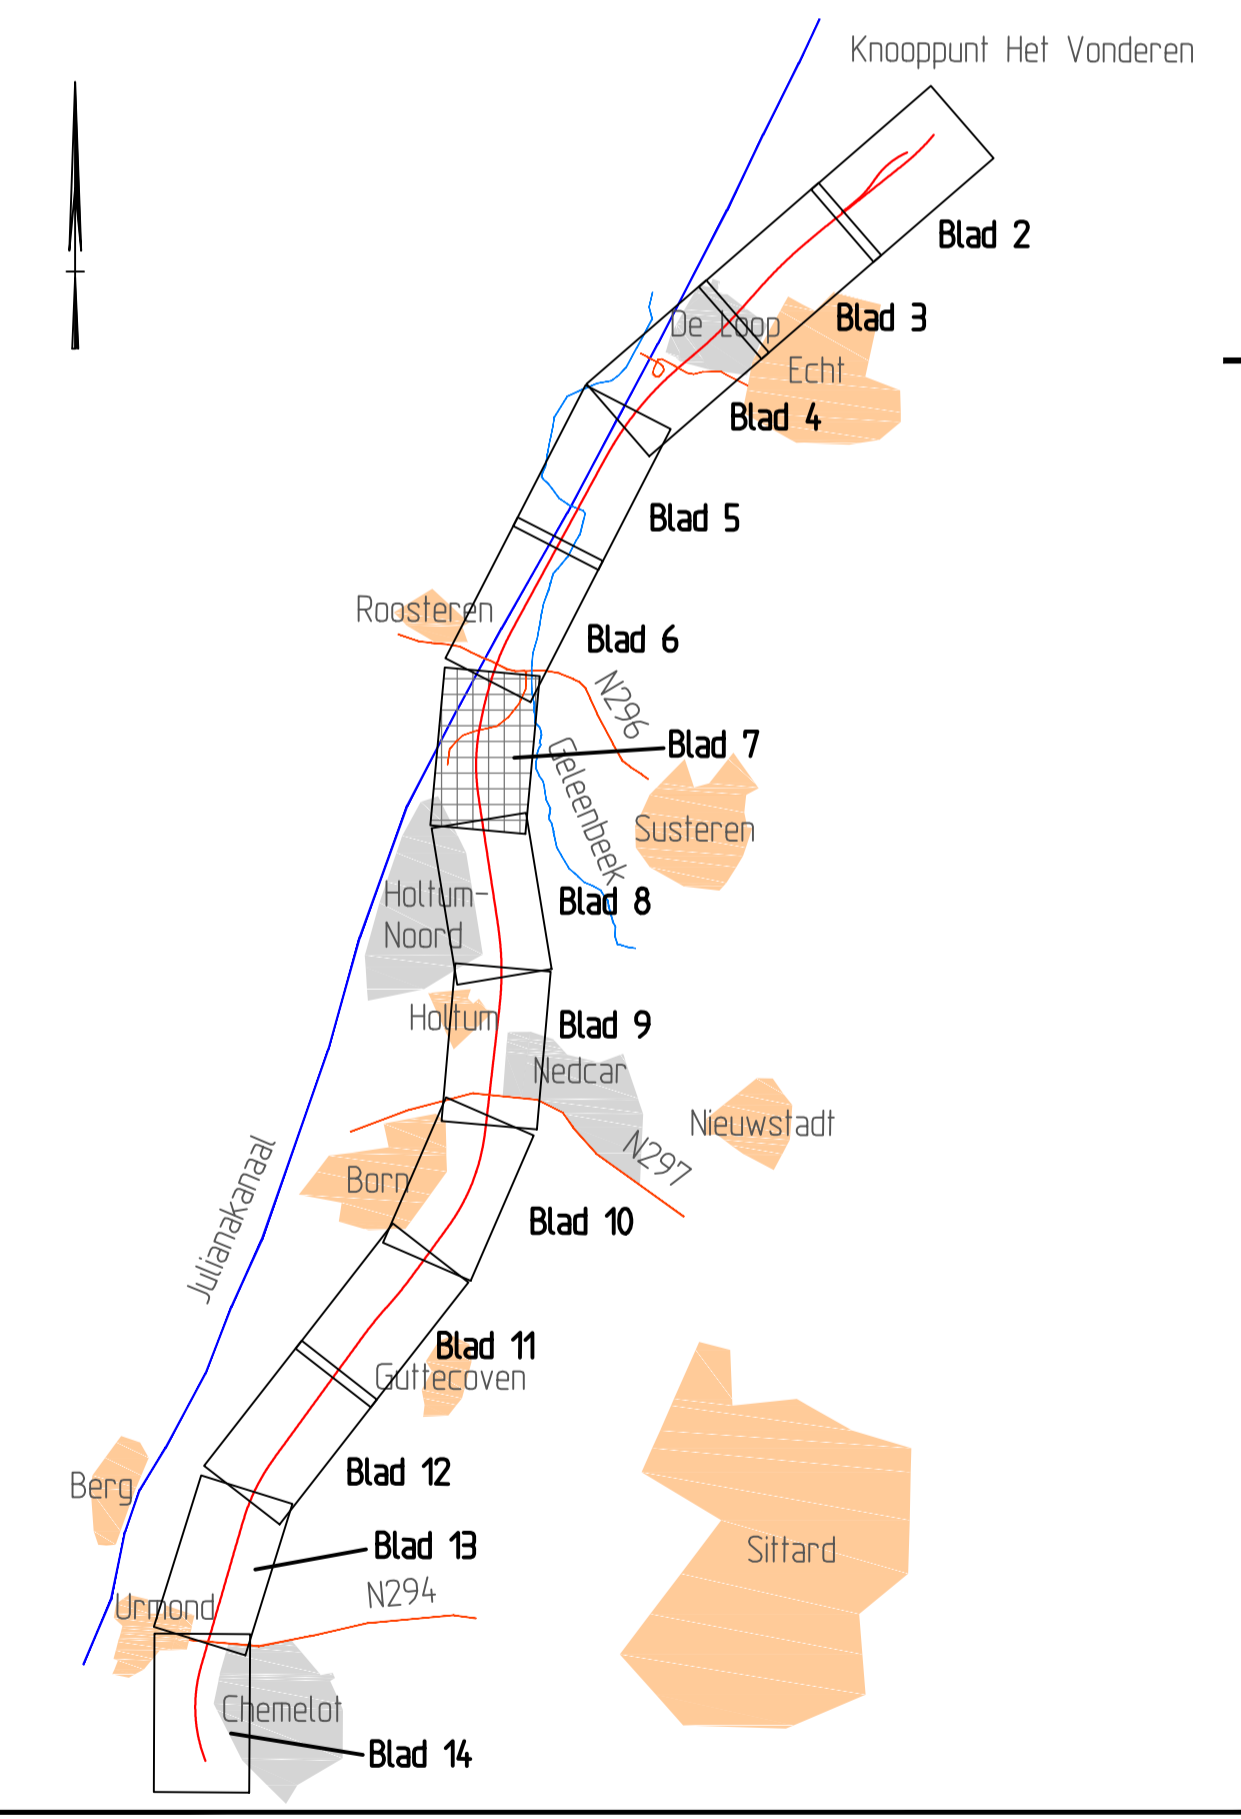 Knooppunt Het Vonderen
Blad 2
Blad 3
De Loop
Echt
Blad 4
Blad 5
Roosteren
Blad 6
N296
Blad 7
Geleenbeek
Susteren
Holtum-
Noord
Blad 8
Holtum
Blad 9
Nedcar
Nieuwstadt
N297
Born
Julianakanaal
Blad 10
Blad 11
Guttecoven
Blad 12
Berg
Blad 13
Sittard
N294
Urmond
Chemelot
Blad 14